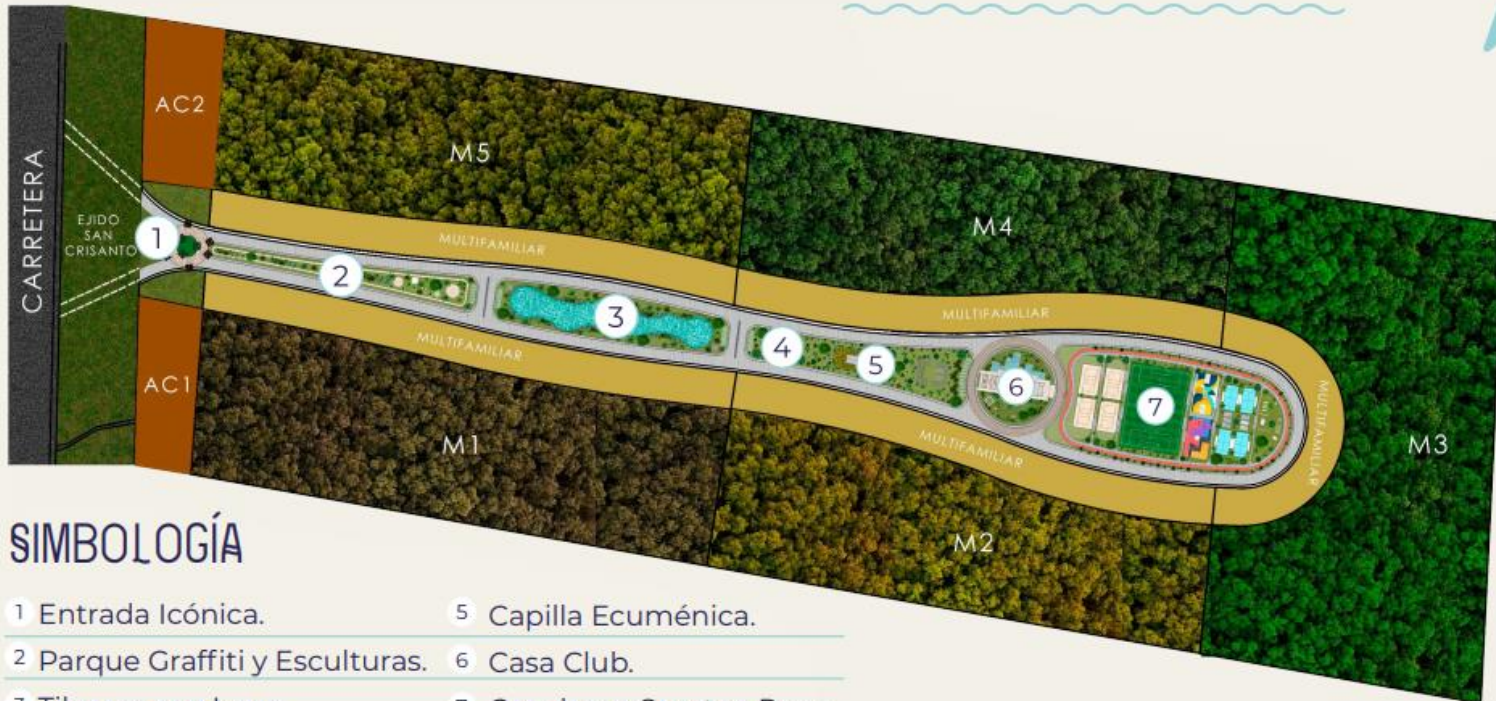 CARRETERA
EJIDO
SAN
CRISANTO
AC2
AC1
M5
M4
M3
M1
M2
MULTIFAMILIAR
MULTIFAMILIAR
MULTIFAMILIAR
MULTIFAMILIAR
MULTIFAMILIAR
1
2
3
4
5
6
7
SIMBOLOGÍA
1 Entrada Icónica.
2 Parque Graffiti y Esculturas.
5 Capilla Ecuménica.
6 Casa Club.